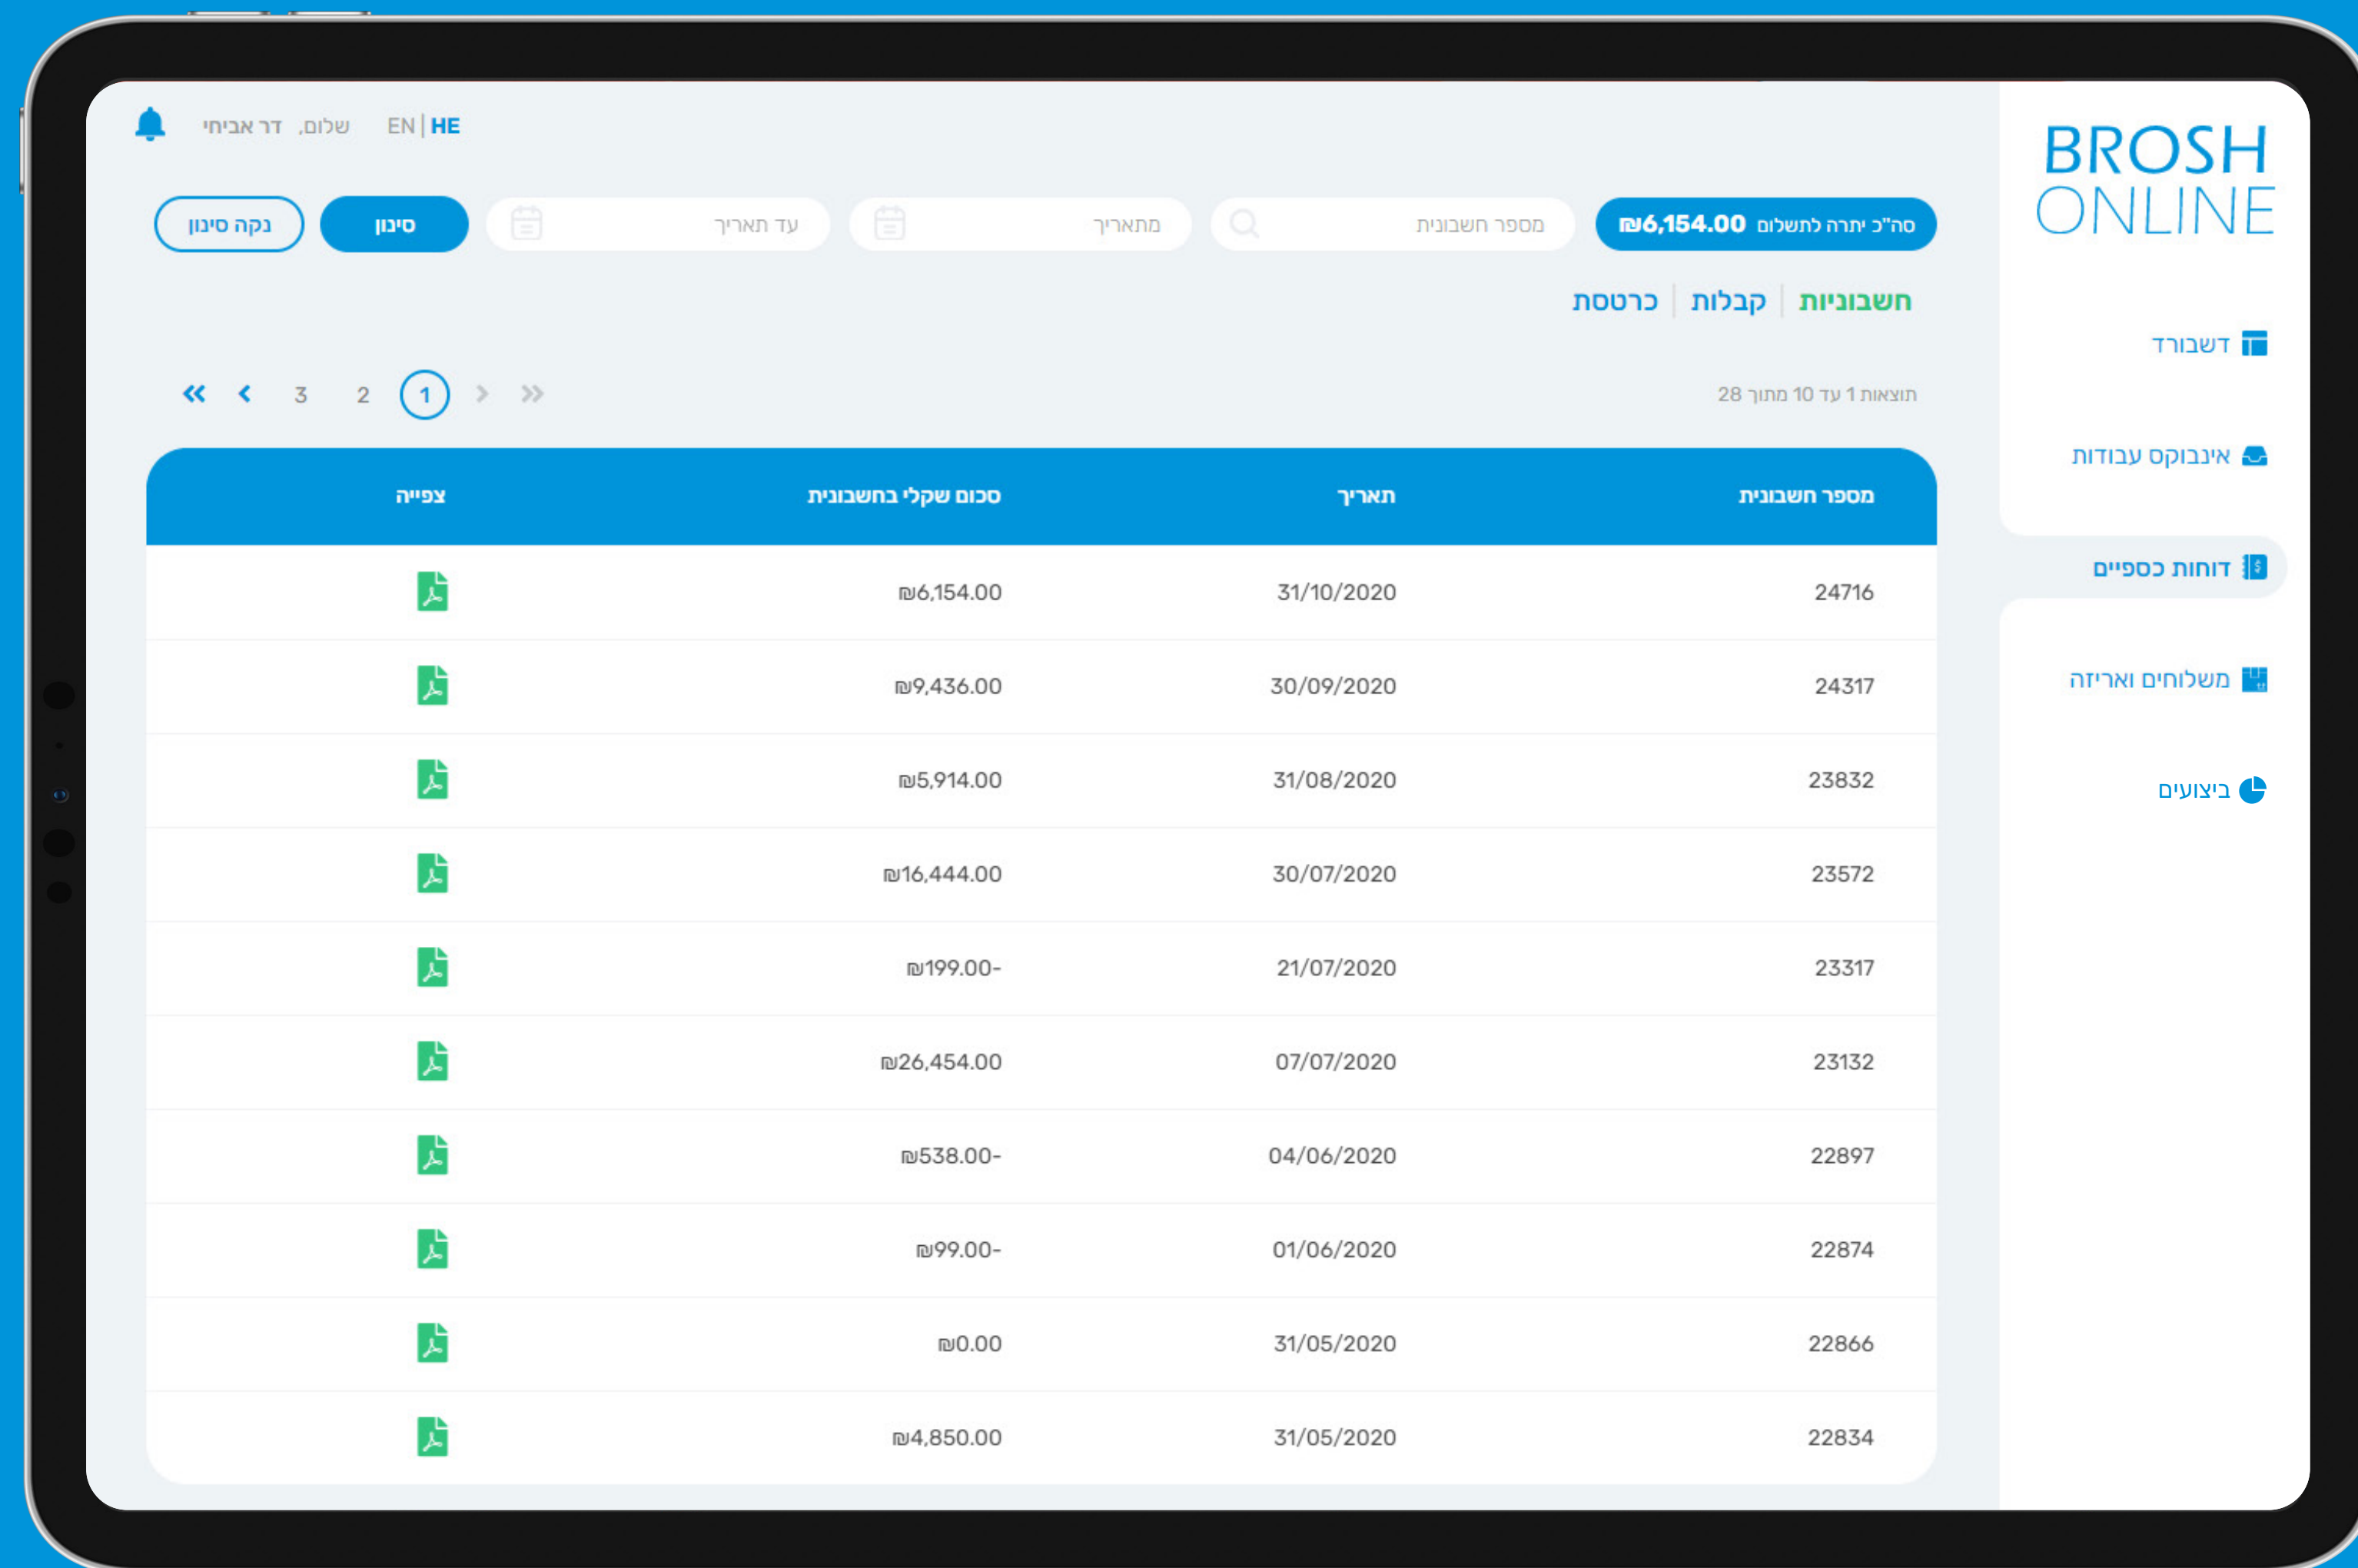 BROSH
ONLINE
EN | HE שלום, דר אביחי
סה"כ יתרה לתשלום ₪6,154.00 מספר חשבונית מתאריך עד תאריך סינון נקה סינון
חשבוניות | קבלות | כרטסת
תוצאות 1 עד 10 מתוך 28
1 2 3
דשבורד
אינבוקס עבודות
דוחות כספיים
משלוחים ואריזה
ביצועים
מספר חשבונית תאריך סכום שקלי בחשבונית צפייה
24716 31/10/2020 ₪6,154.00
24317 30/09/2020 ₪9,436.00
23832 31/08/2020 ₪5,914.00
23572 30/07/2020 ₪16,444.00
23317 21/07/2020 ₪199.00-
23132 07/07/2020 ₪26,454.00
22897 04/06/2020 ₪538.00-
22874 01/06/2020 ₪99.00-
22866 31/05/2020 ₪0.00
22834 31/05/2020 ₪4,850.00